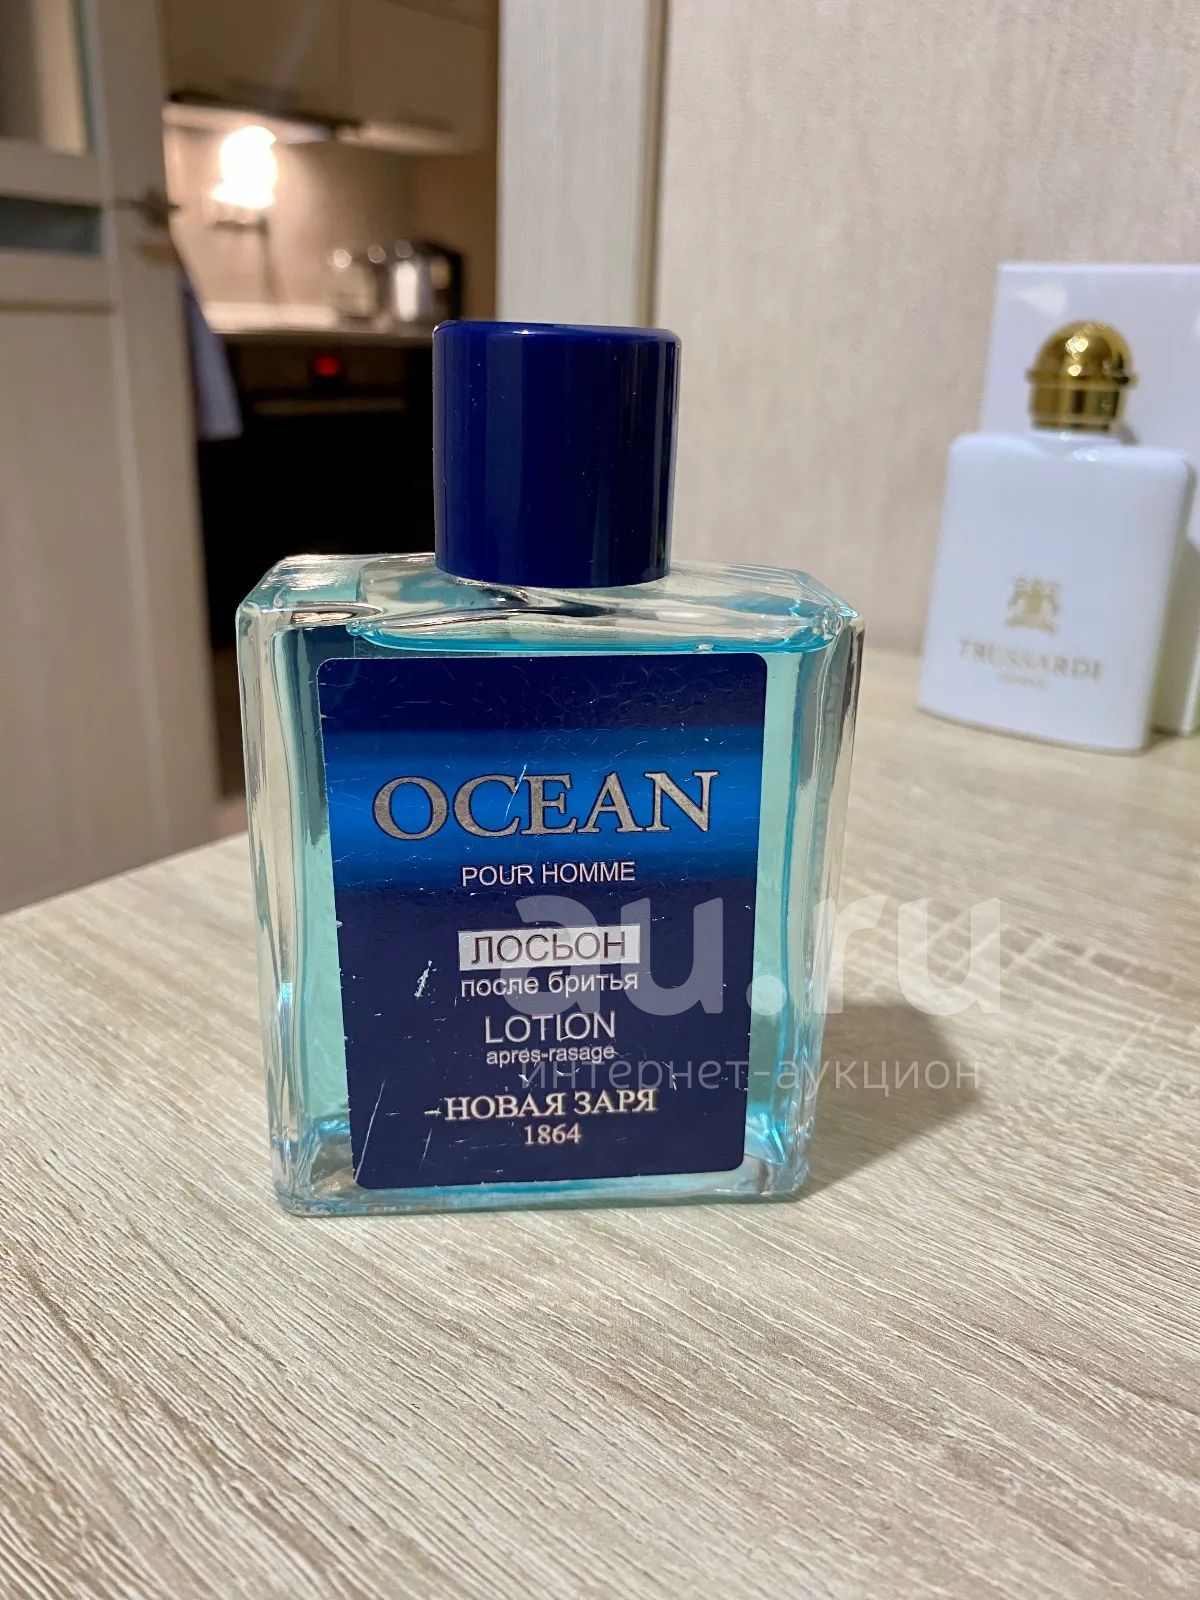 OCEAN
POUR HOMME
ЛОСЬОН
после бритья
LOTION
apres-rasage
НОВАЯ ЗАРЯ
1864
TRUSSARDI
au.ru
интернет-аукцион